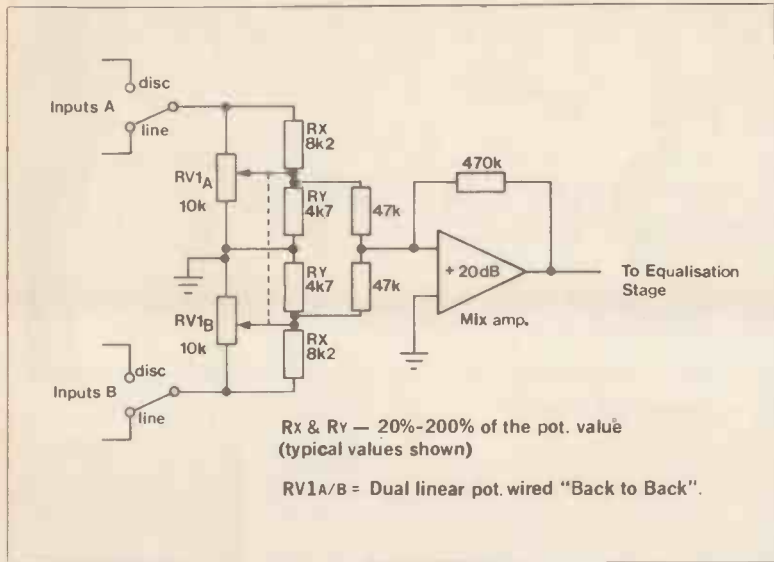 disc
Inputs A
line
RX
8k2
RV1A
10k
RY
4k7
47k
470k
RY
4k7
47k
+ 20dB
Mix amp.
To Equalisation
Stage
RV1B
10k
RX
8k2
disc
Inputs B
line
RX & RY — 20%-200% of the pot. value
(typical values shown)
RV1A/B = Dual linear pot. wired "Back to Back".